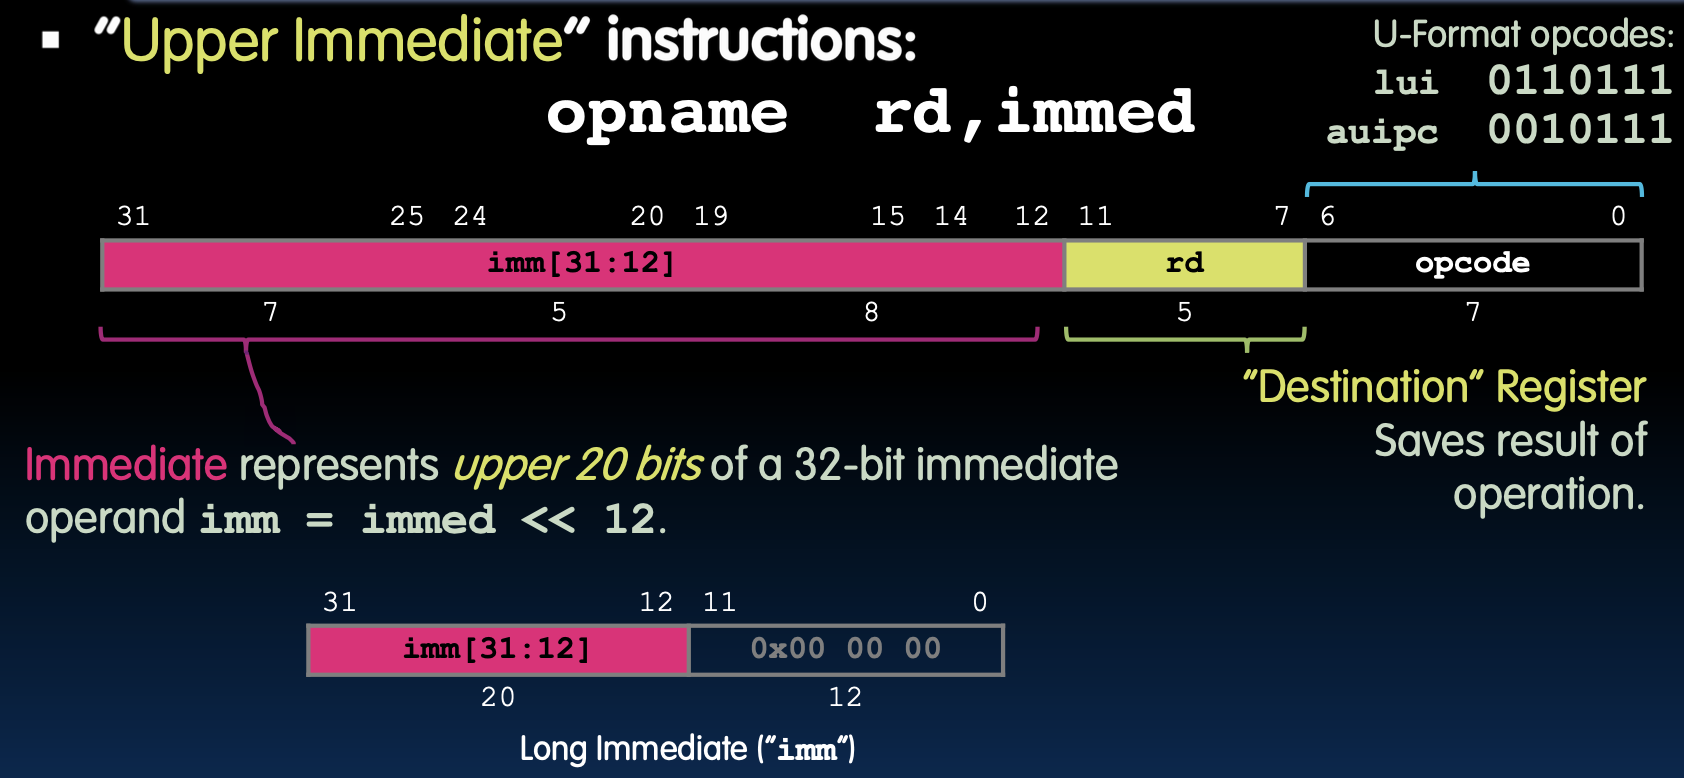 "Upper Immediate" instructions:
opname rd,immed
U-Format opcodes:
lui 0110111
auipc 0010111
31 25 24 20 19 15 14 12 11 7 6 0
imm[31:12] rd opcode
7 5 8 5 7
"Destination" Register
Saves result of
operation.
Immediate represents upper 20 bits of a 32-bit immediate
operand imm = immed << 12.
31 12 11 0
imm[31:12] 0x00 00 00
20 12
Long Immediate ("imm")